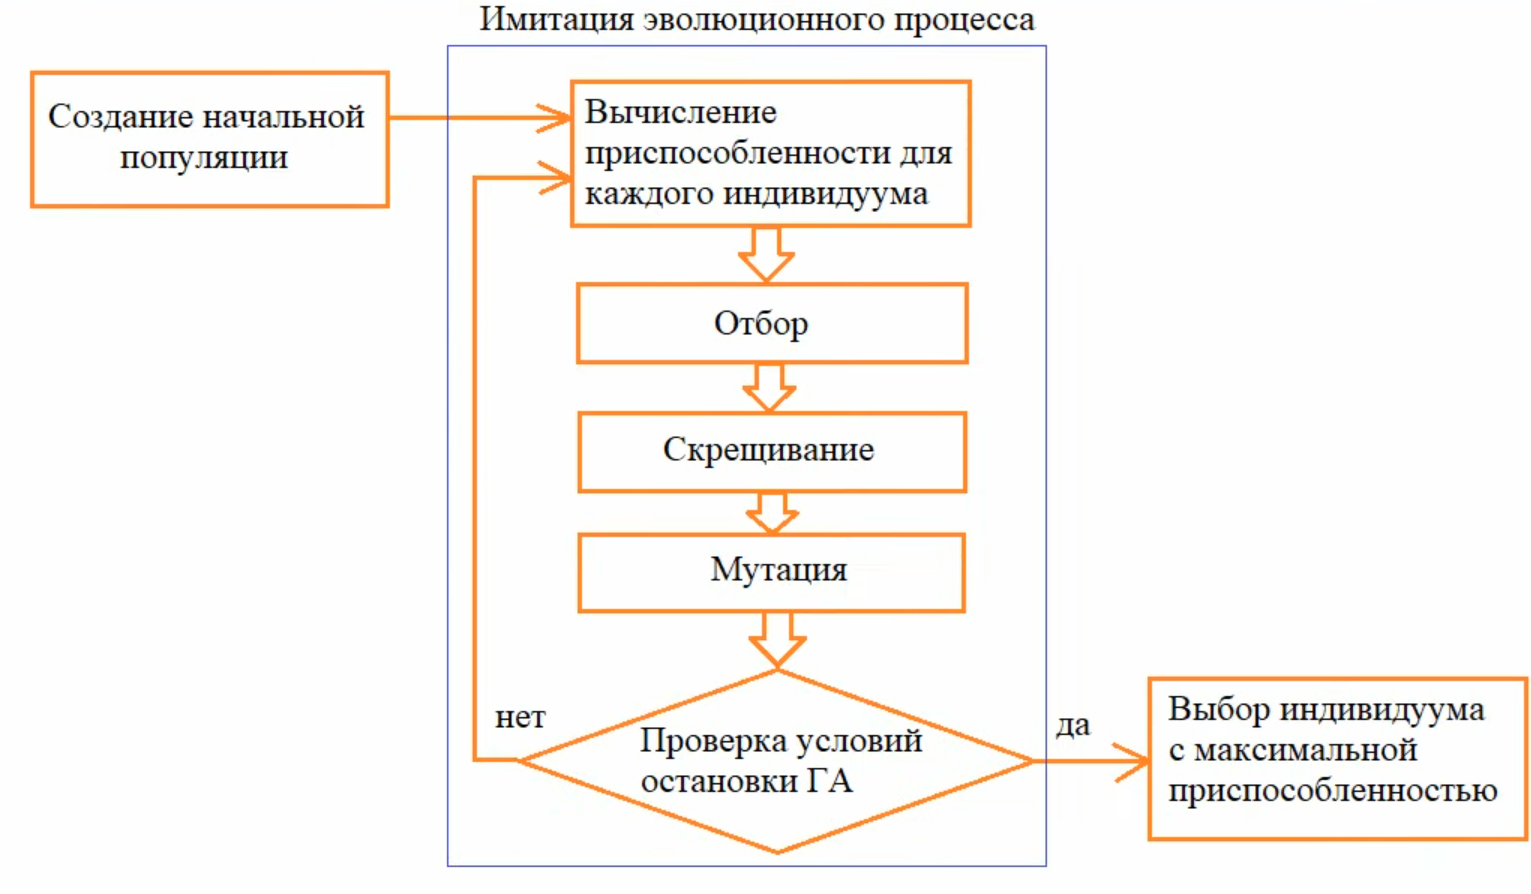 Имитация эволюционного процесса
Создание начальной
популяции
Вычисление
приспособленности для
каждого индивидуума
Отбор
Скрещивание
Мутация
нет
Проверка условий
остановки ГА
да
Выбор индивидуума
с максимальной
приспособленностью